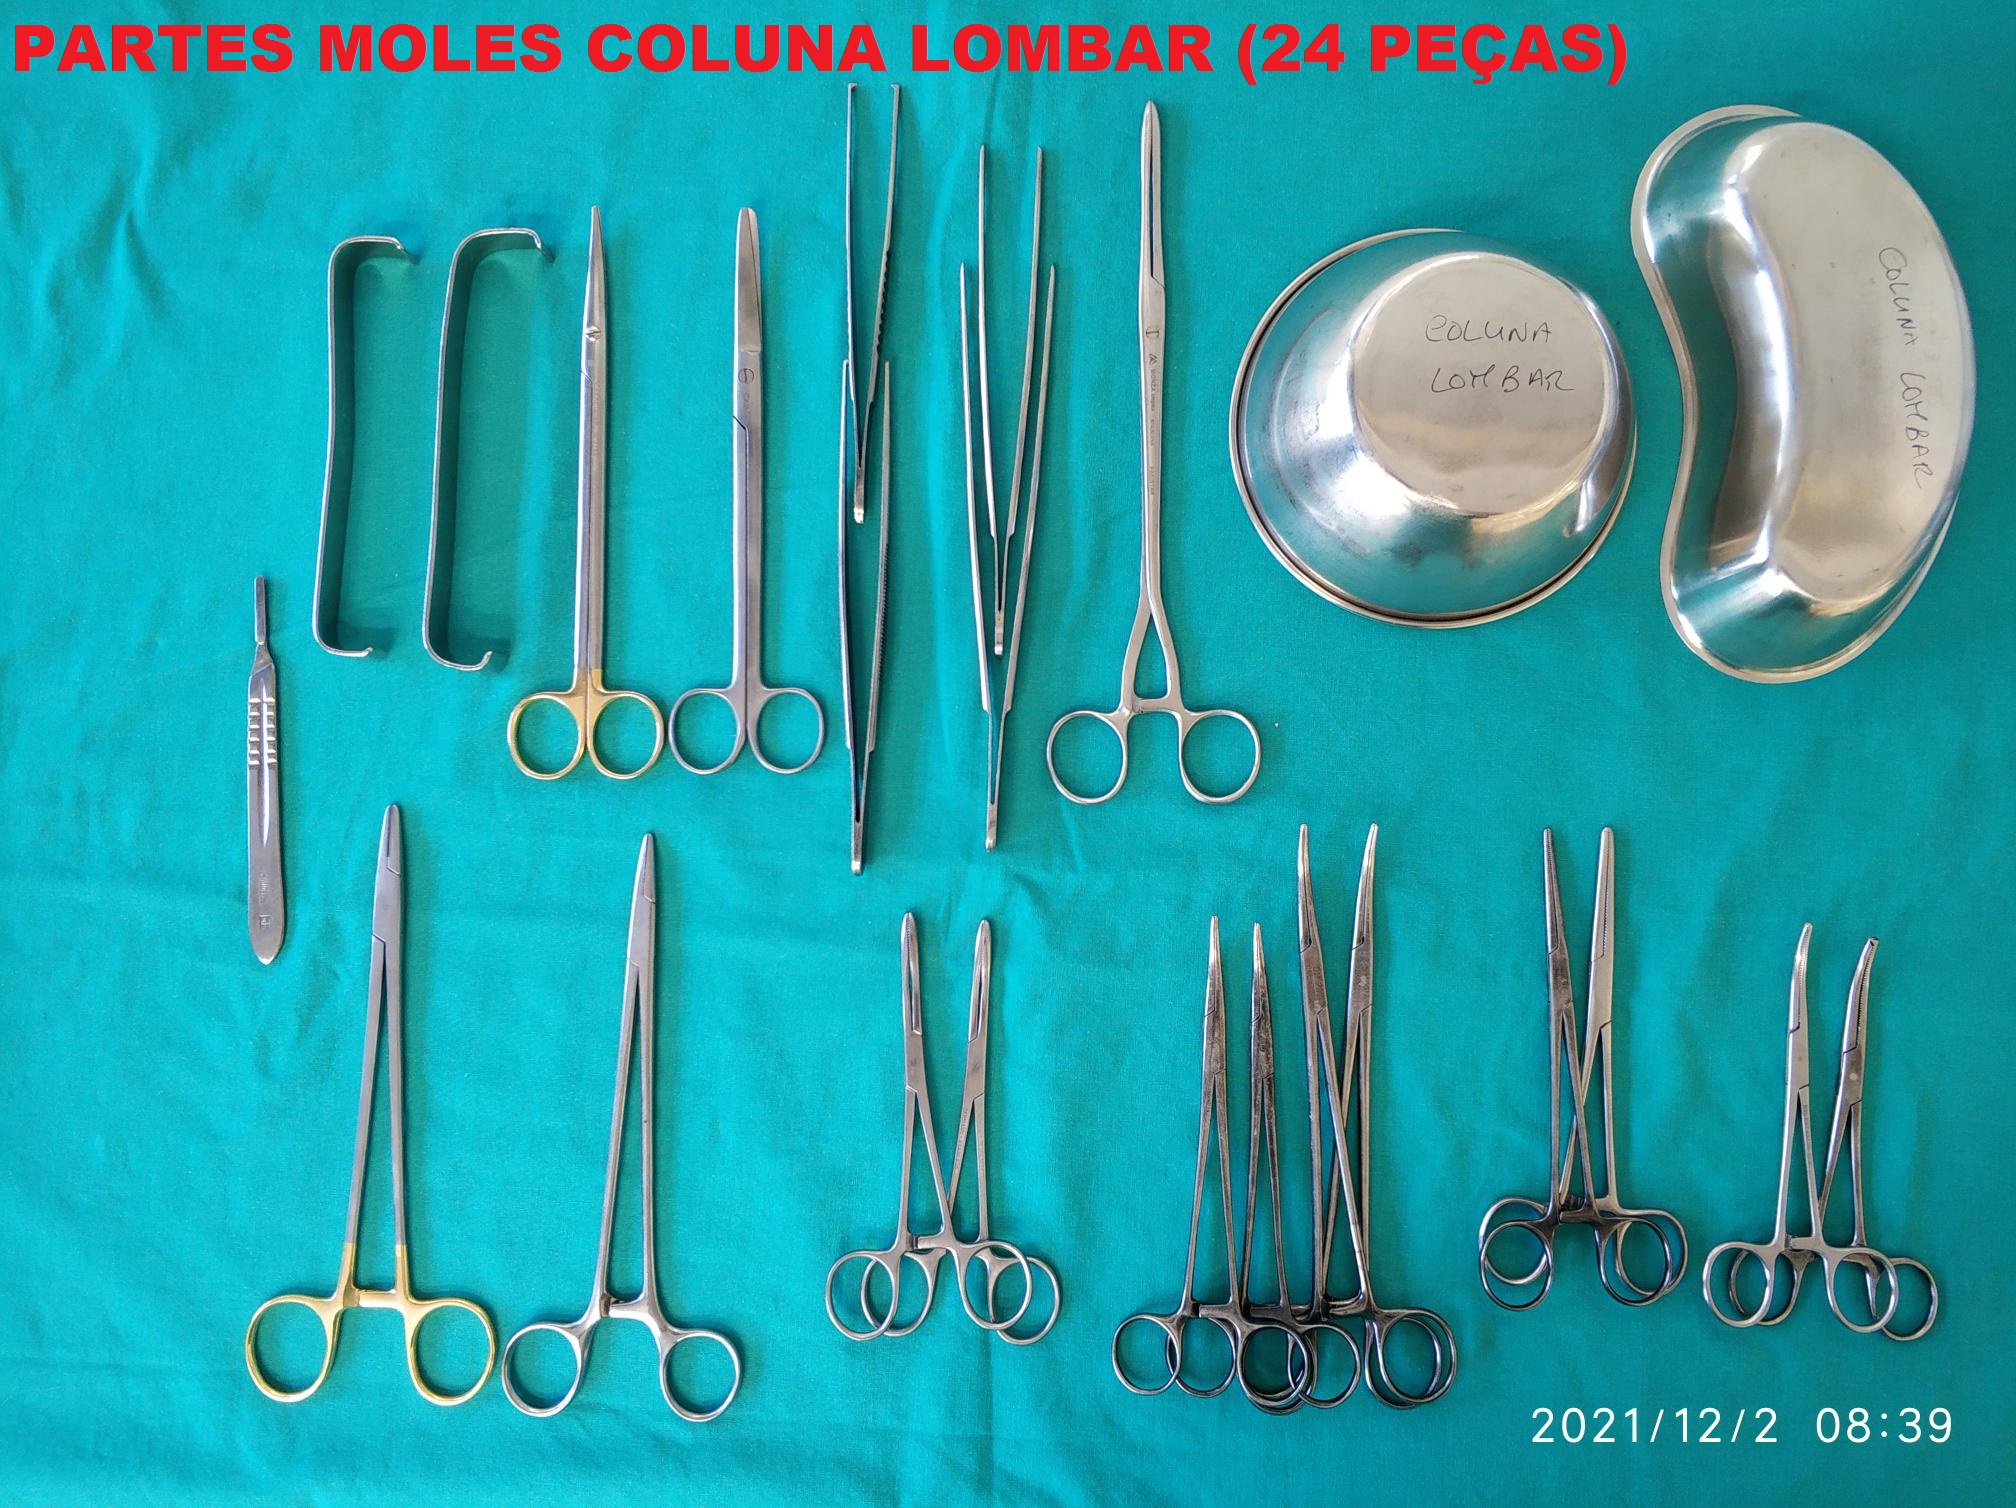 PARTES MOLES COLUNA LOMBAR (24 PEÇAS)
COLUNA
LOMBAR
COLUNA LOMBAR
2021/12/2 08:39